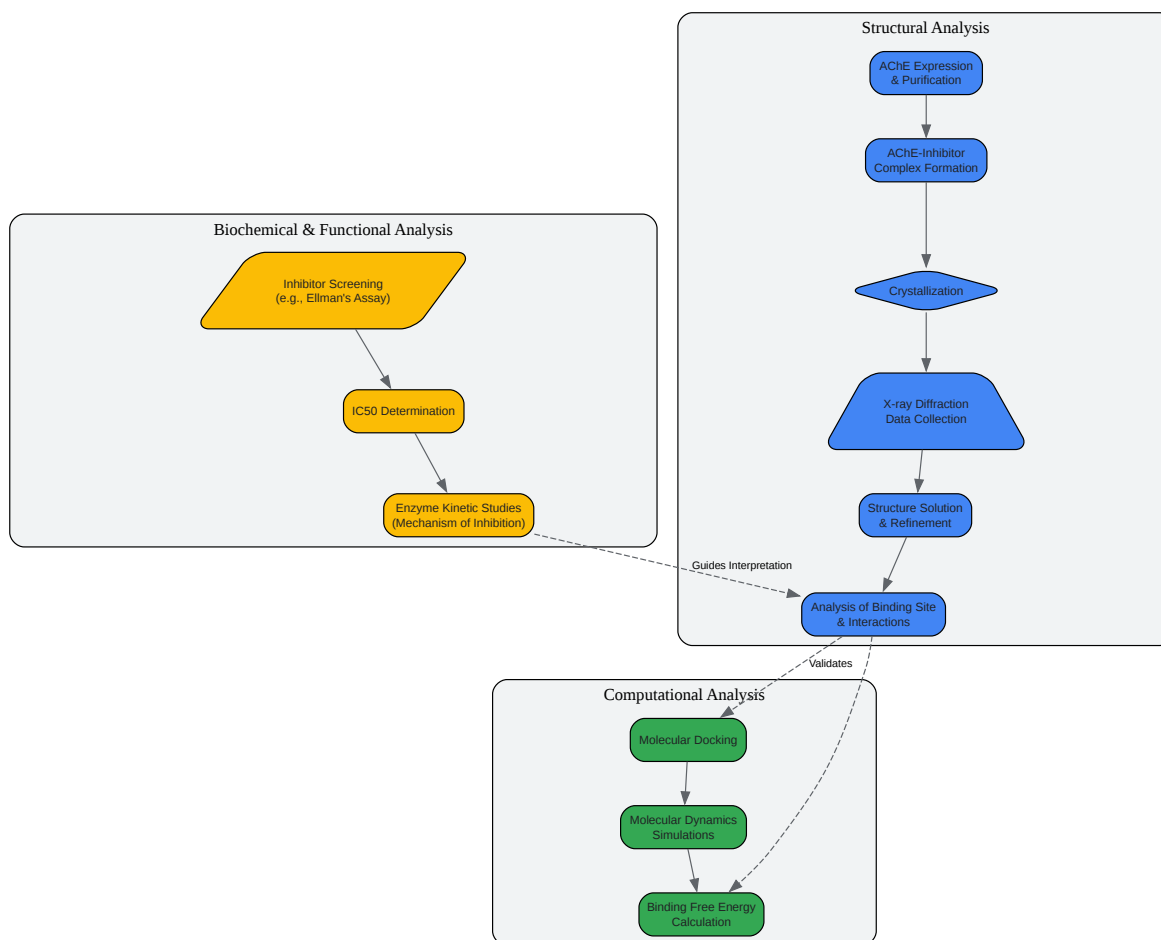 Structural Analysis
AChE Expression
& Purification
AChE-Inhibitor
Complex Formation
Crystallization
X-ray Diffraction
Data Collection
Structure Solution
& Refinement
Analysis of Binding Site
& Interactions
Biochemical & Functional Analysis
Inhibitor Screening
(e.g., Ellman's Assay)
IC50 Determination
Enzyme Kinetic Studies
(Mechanism of Inhibition)
Guides Interpretation
Validates
Computational Analysis
Molecular Docking
Molecular Dynamics
Simulations
Binding Free Energy
Calculation